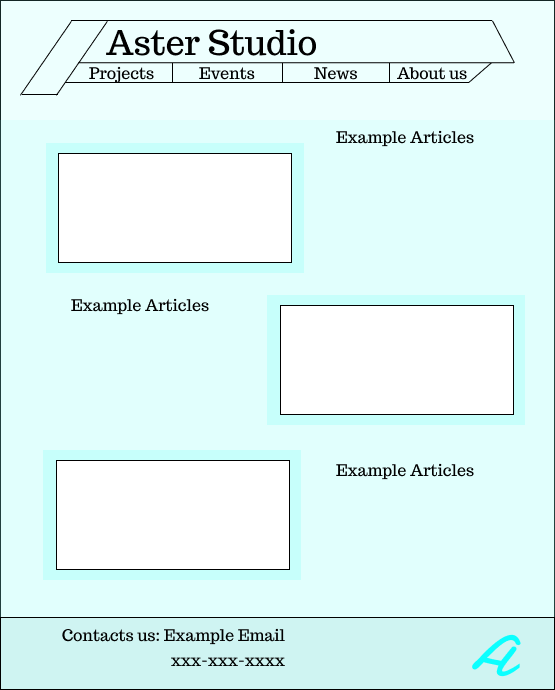 Aster Studio
Projects Events News About us
Example Articles
Example Articles
Example Articles
Contacts us: Example Email
xxx-xxx-xxxx
A